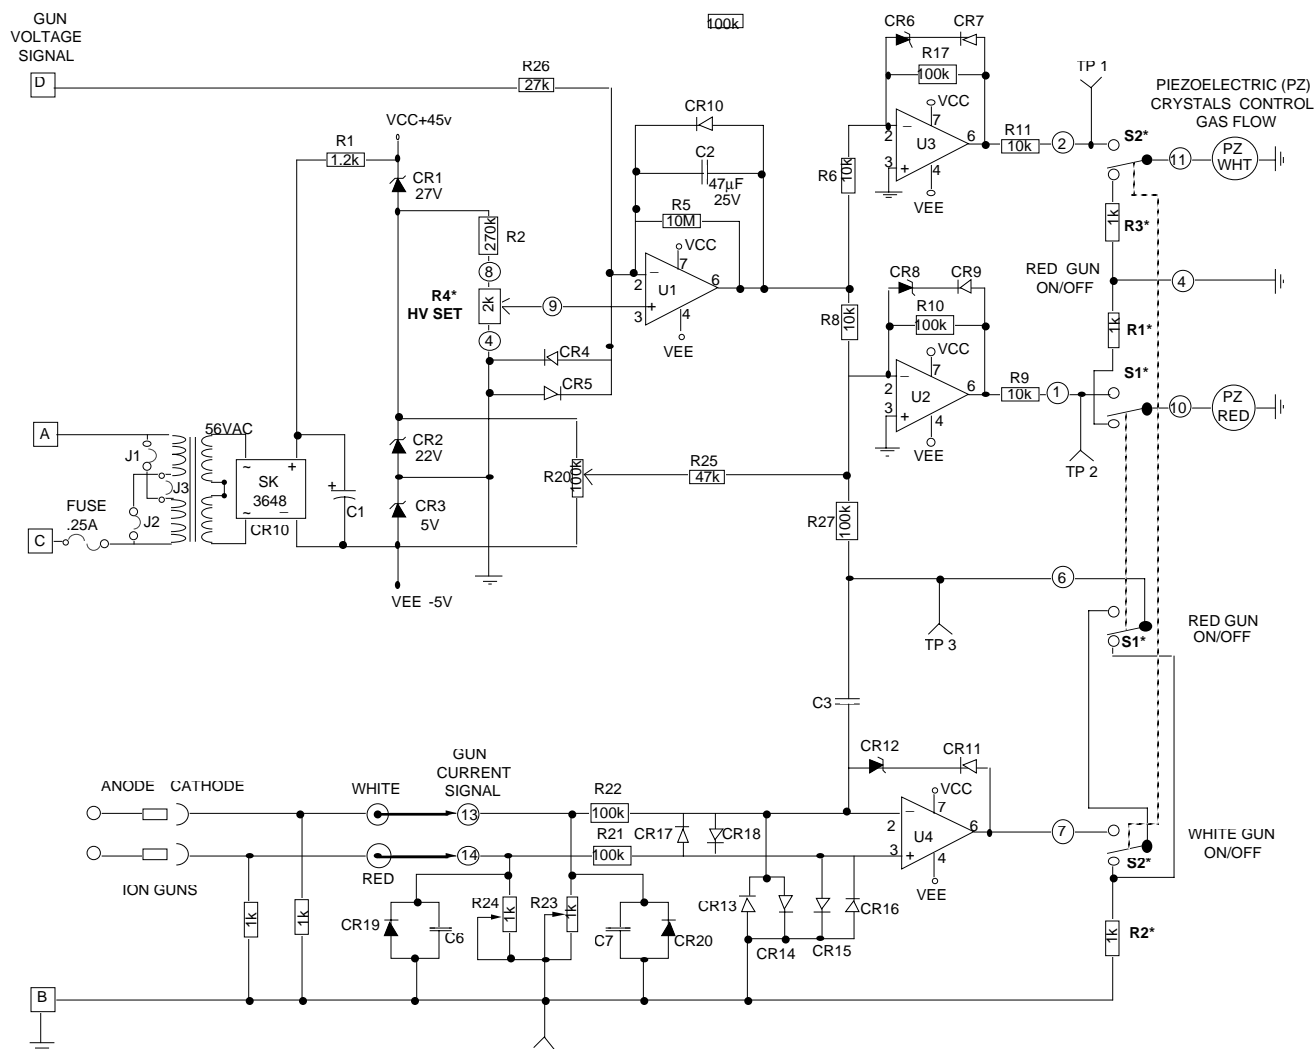 GUN
VOLTAGE
SIGNAL
D
R26
27k
100k
CR6
CR7
R17
100k
TP 1
PIEZOELECTRIC (PZ)
CRYSTALS CONTROL
GAS FLOW
VCC+45v
R1
1.2k
CR1
27V
CR10
C2
47µF
25V
R5
10M
VCC
7
2
−
U1
6
3
+
4
VEE
R6
10k
VCC
7
2
−
U3
6
3
+
4
VEE
R11
10k
2
S2*
11
PZ
WHT
1k
R3*
270k
R2
8
R4*
HV SET
2k
9
4
CR4
CR5
R8
10k
CR8
CR9
R10
100k
VCC
7
2
−
U2
6
3
+
4
VEE
R9
10k
1
RED GUN
ON/OFF
4
1k
R1*
S1*
10
PZ
RED
TP 2
A
56VAC
J1
J3
J2
FUSE
.25A
C
~
+
SK
3648
~
−
CR10
+
C1
CR2
22V
CR3
5V
R20
100k
R25
47k
R27
100k
VEE -5V
6
TP 3
S1*
RED GUN
ON/OFF
C3
CR12
CR11
GUN
CURRENT
SIGNAL
ANODE
CATHODE
WHITE
13
R22
100k
R21
100k
CR17
CR18
VCC
7
2
−
U4
6
3
+
4
VEE
7
S2*
WHITE GUN
ON/OFF
14
RED
ION GUNS
1k
1k
CR19
C6
R24
1k
R23
1k
C7
CR20
CR13
CR14
CR15
CR16
1k
R2*
B